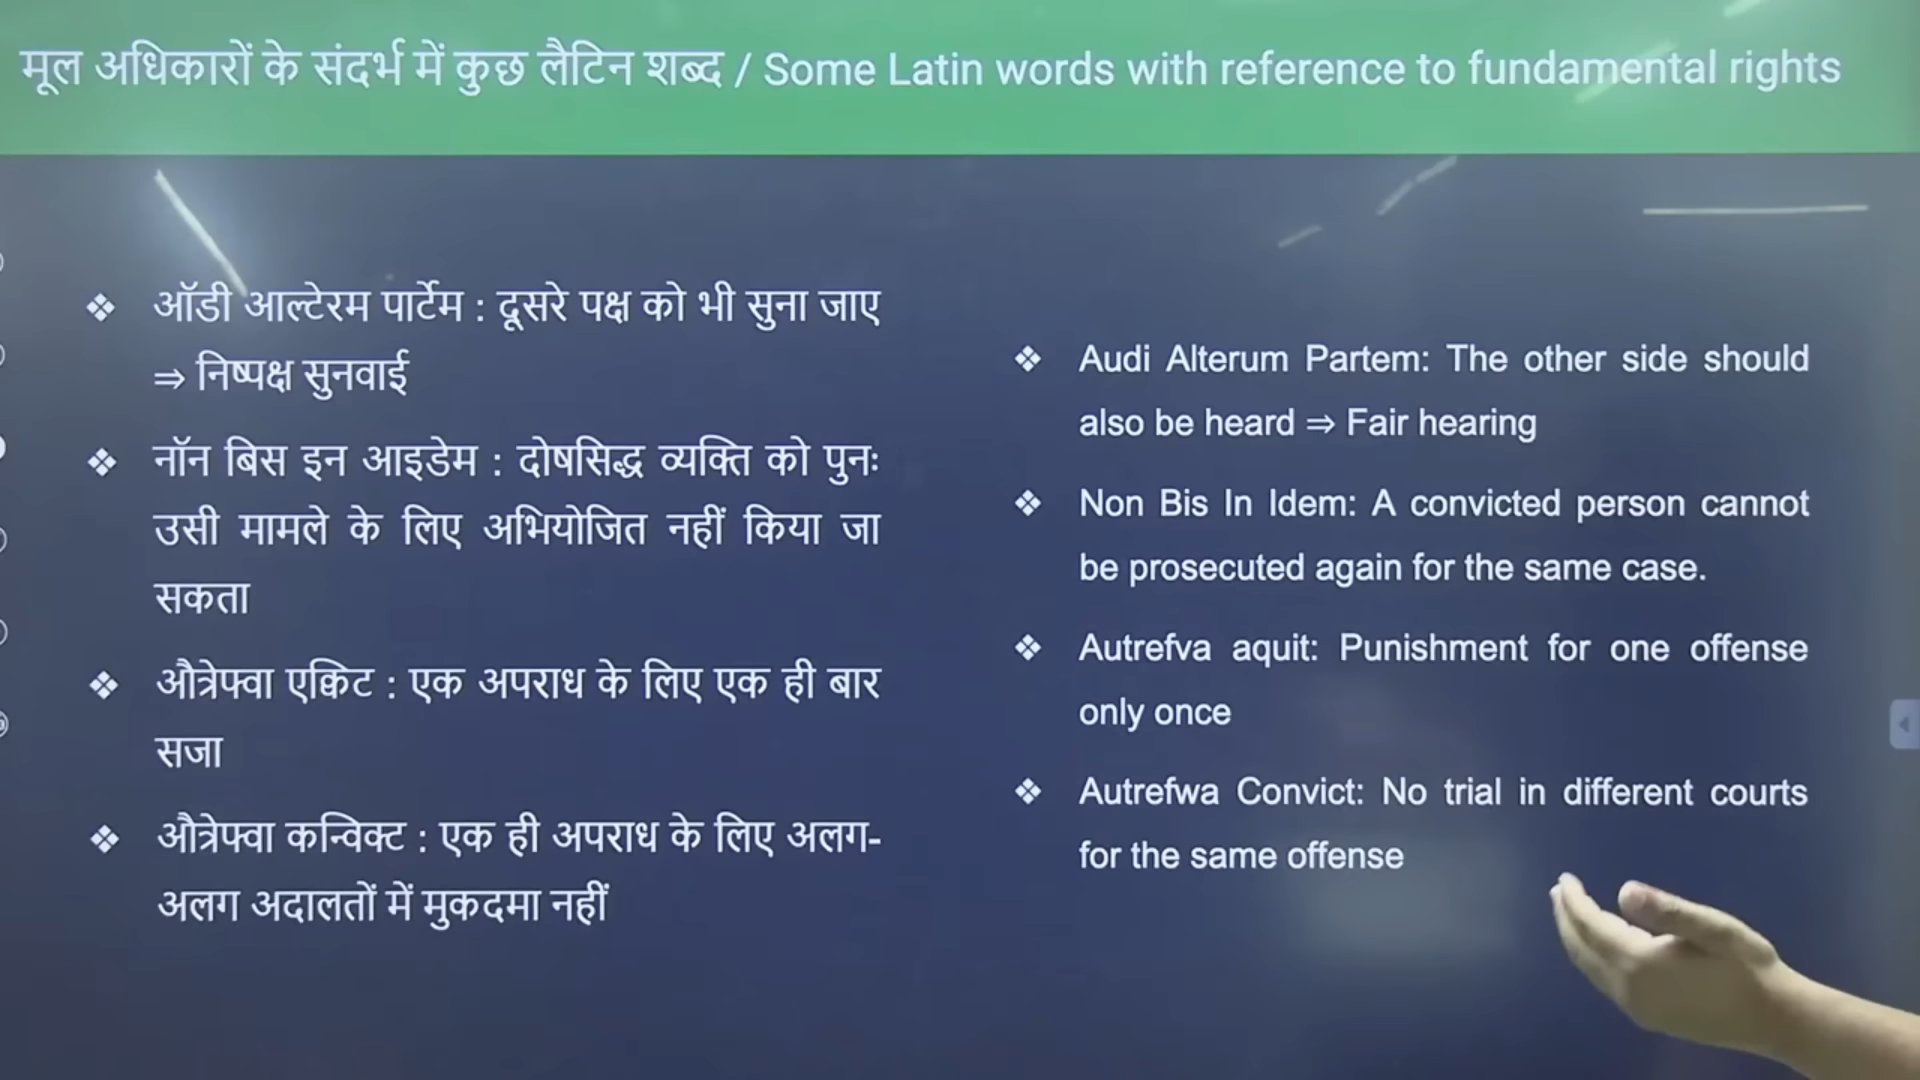 मूल अधिकारों के संदर्भ में कुछ लैटिन शब्द / Some Latin words with reference to fundamental rights
❖ ऑडी आल्टेरम पार्टेम : दूसरे पक्ष को भी सुना जाए
⇒ निष्पक्ष सुनवाई
❖ नॉन बिस इन आइडेम : दोषसिद्ध व्यक्ति को पुनः
उसी मामले के लिए अभियोजित नहीं किया जा
सकता
❖ औत्रेफ्वा एक्विट : एक अपराध के लिए एक ही बार
सजा
❖ औत्रेफ्वा कन्विक्ट : एक ही अपराध के लिए अलग-
अलग अदालतों में मुकदमा नहीं
❖ Audi Alterum Partem: The other side should
also be heard ⇒ Fair hearing
❖ Non Bis In Idem: A convicted person cannot
be prosecuted again for the same case.
❖ Autrefva aquit: Punishment for one offense
only once
❖ Autrefwa Convict: No trial in different courts
for the same offense